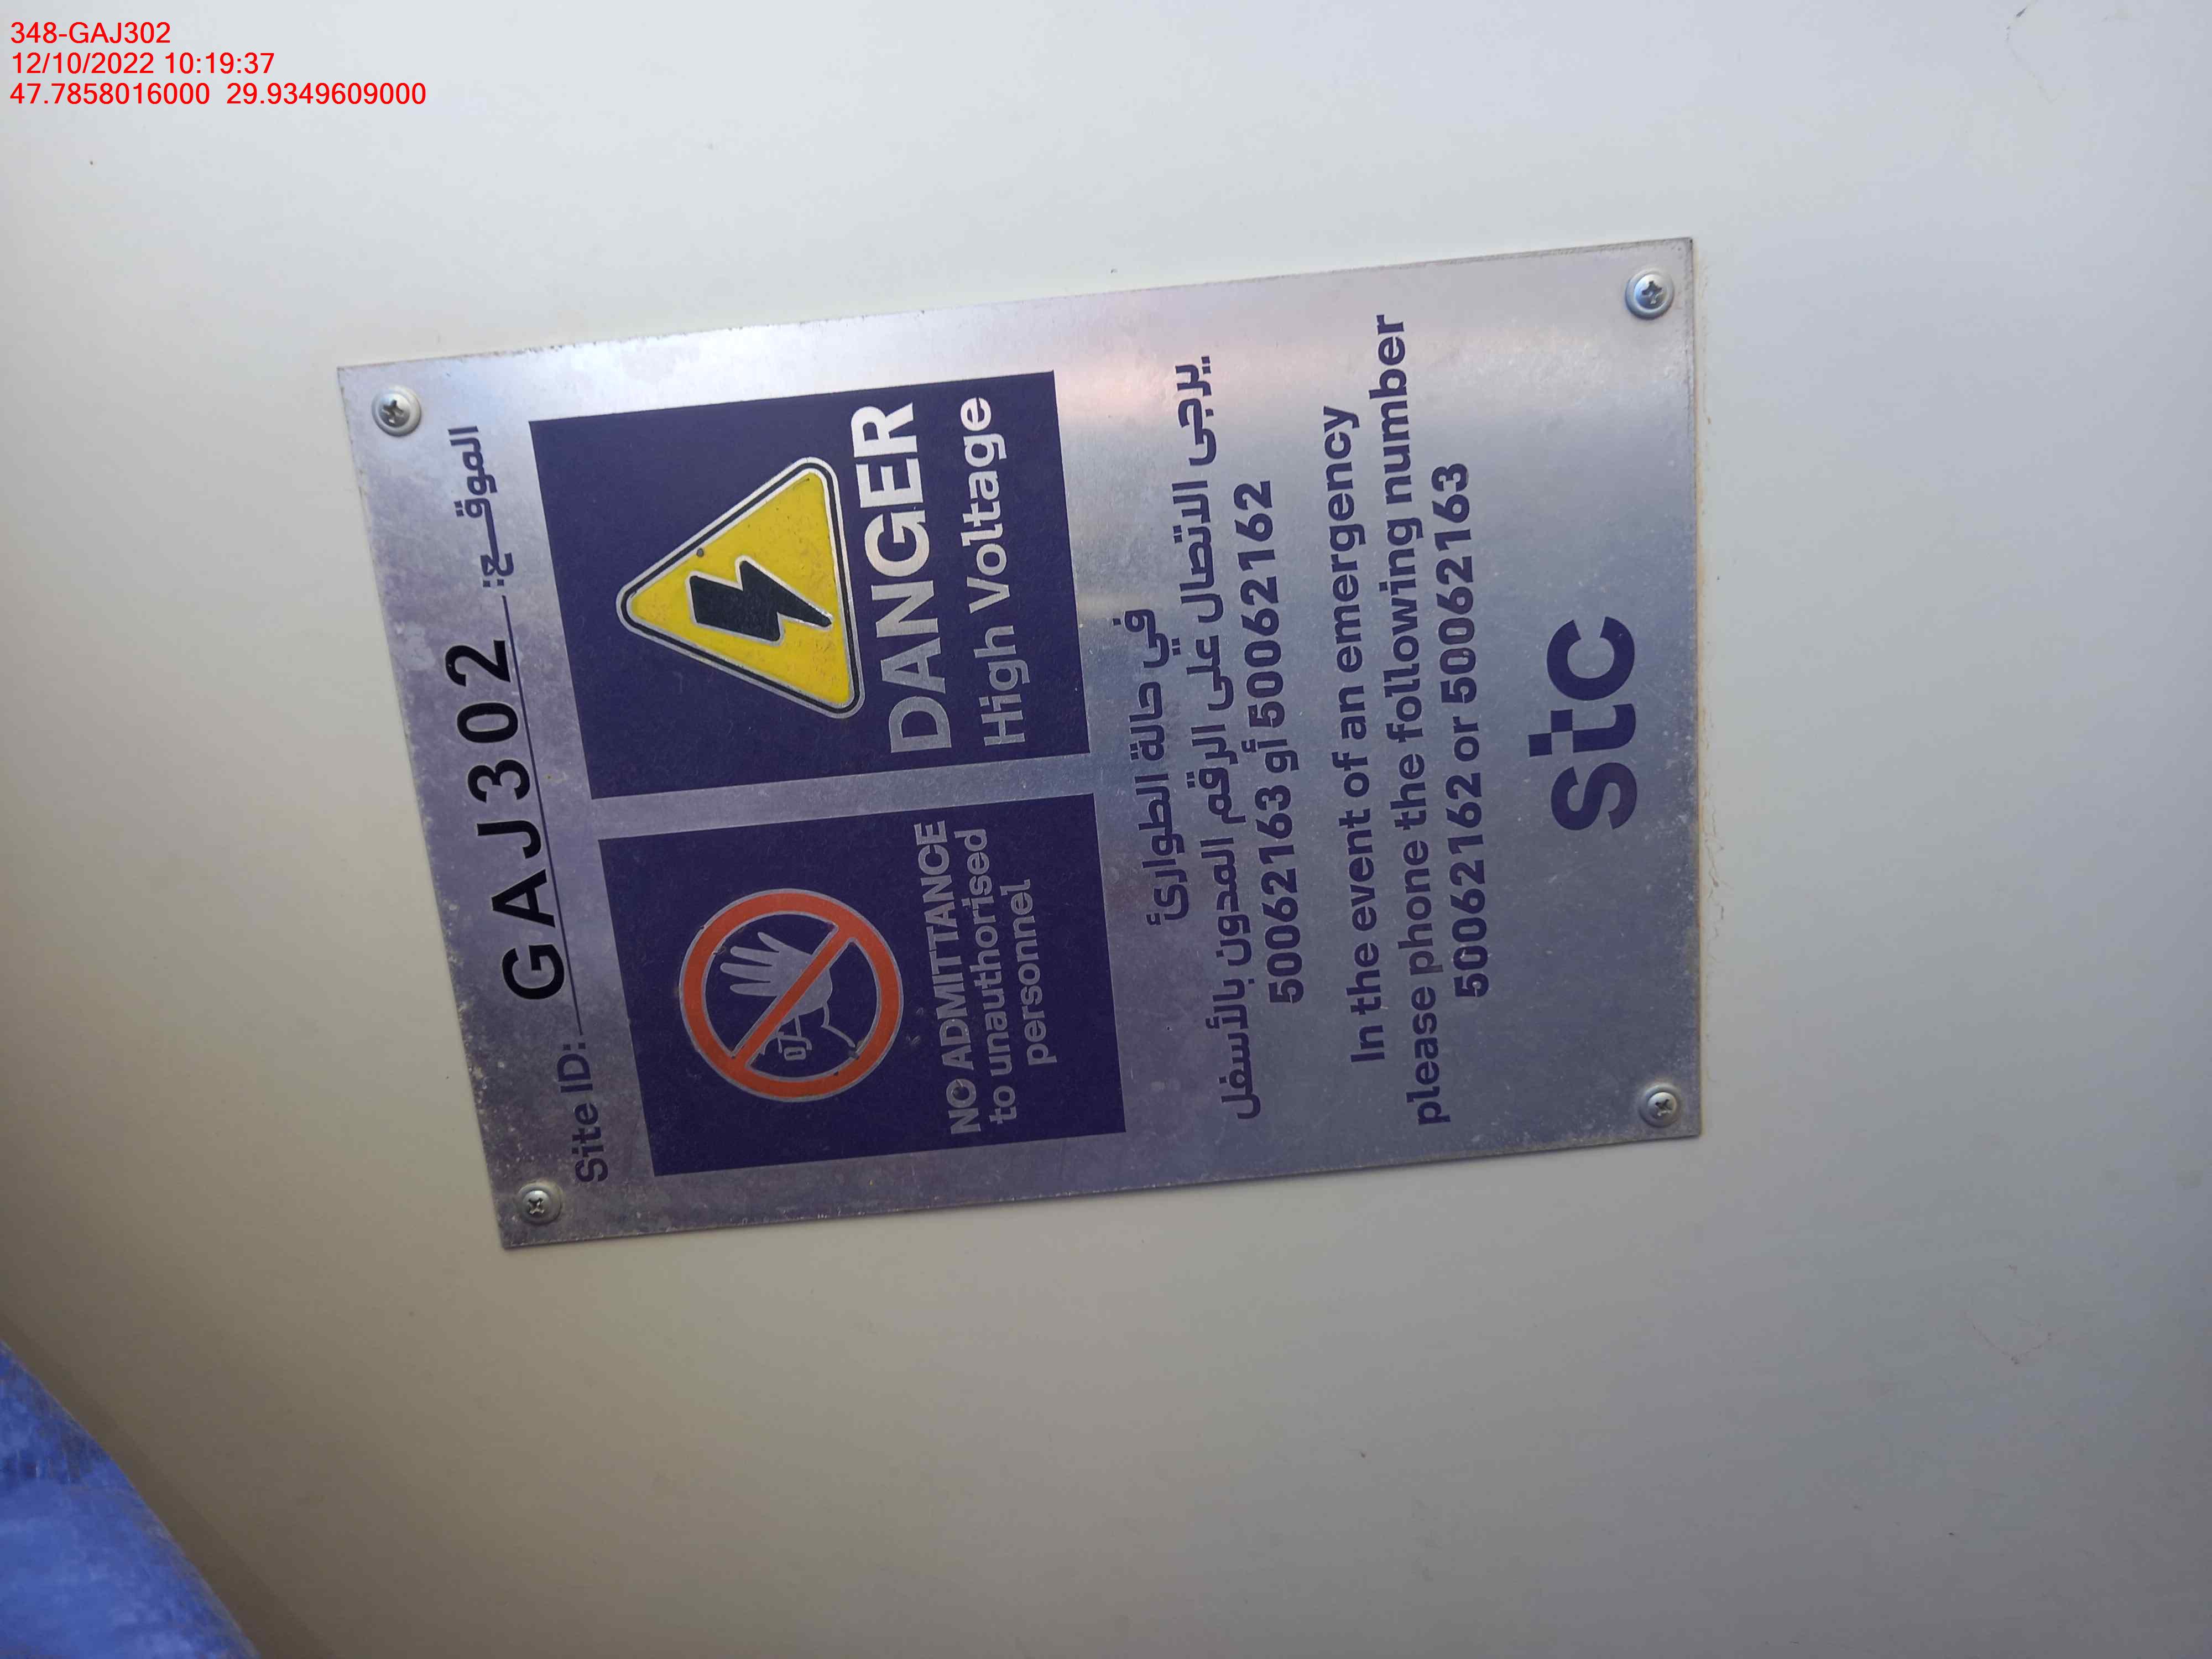 348-GAJ302
12/10/2022 10:19:37
47.7858016000 29.9349609000
Site ID: GAJ302 الموقــع:
NO ADMITTANCE
to unauthorised
personnel
DANGER
High Voltage
في حالة الطوارئ
يرجى الاتصال على الرقم المدون بالأسفل
50062163 أو 50062162
In the event of an emergency
please phone the following number
50062162 or 50062163
stc